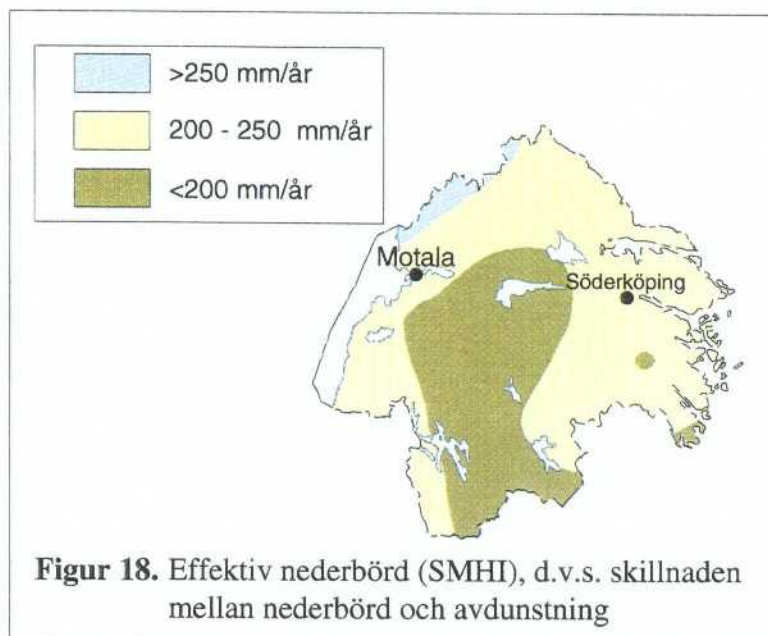 >250 mm/år
200 - 250 mm/år
<200 mm/år
Motala
Söderköping
Figur 18. Effektiv nederbörd (SMHI), d.v.s. skillnaden
mellan nederbörd och avdunstning